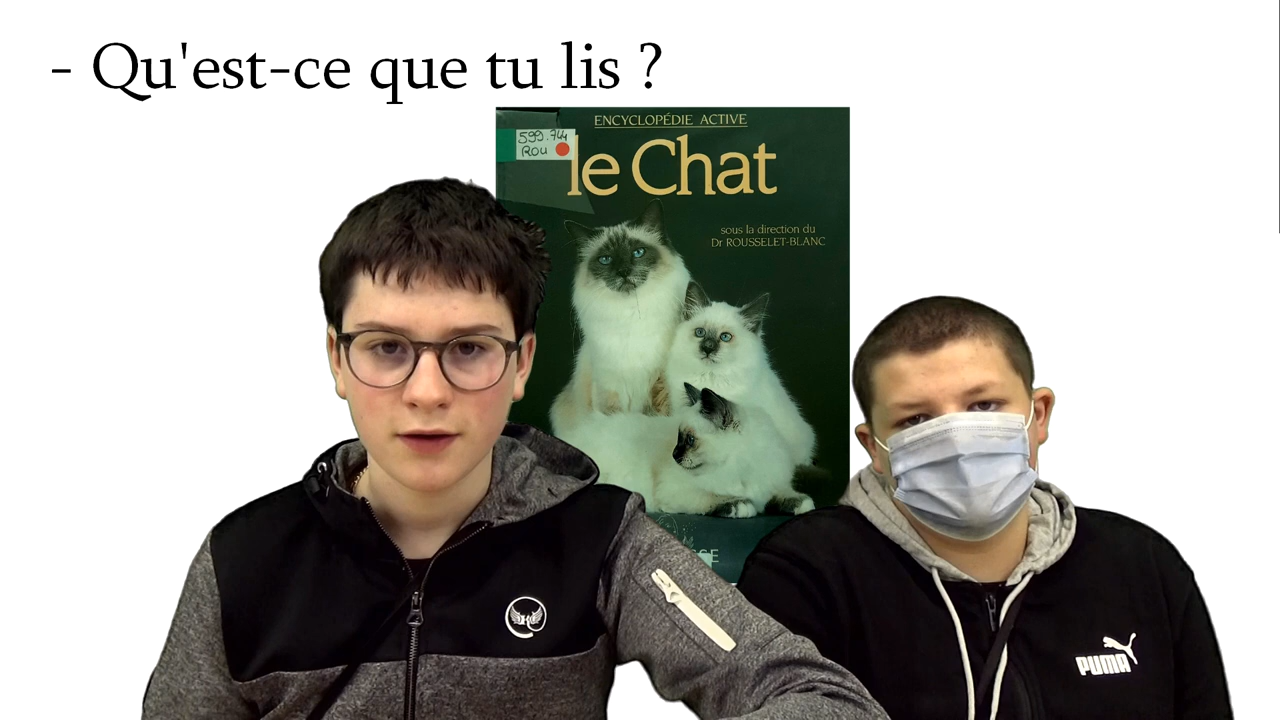 - Qu'est-ce que tu lis ?
ENCYCLOPÉDIE ACTIVE
599.744
ROU
le Chat
sous la direction du
Dr ROUSSELET-BLANC
PUMA